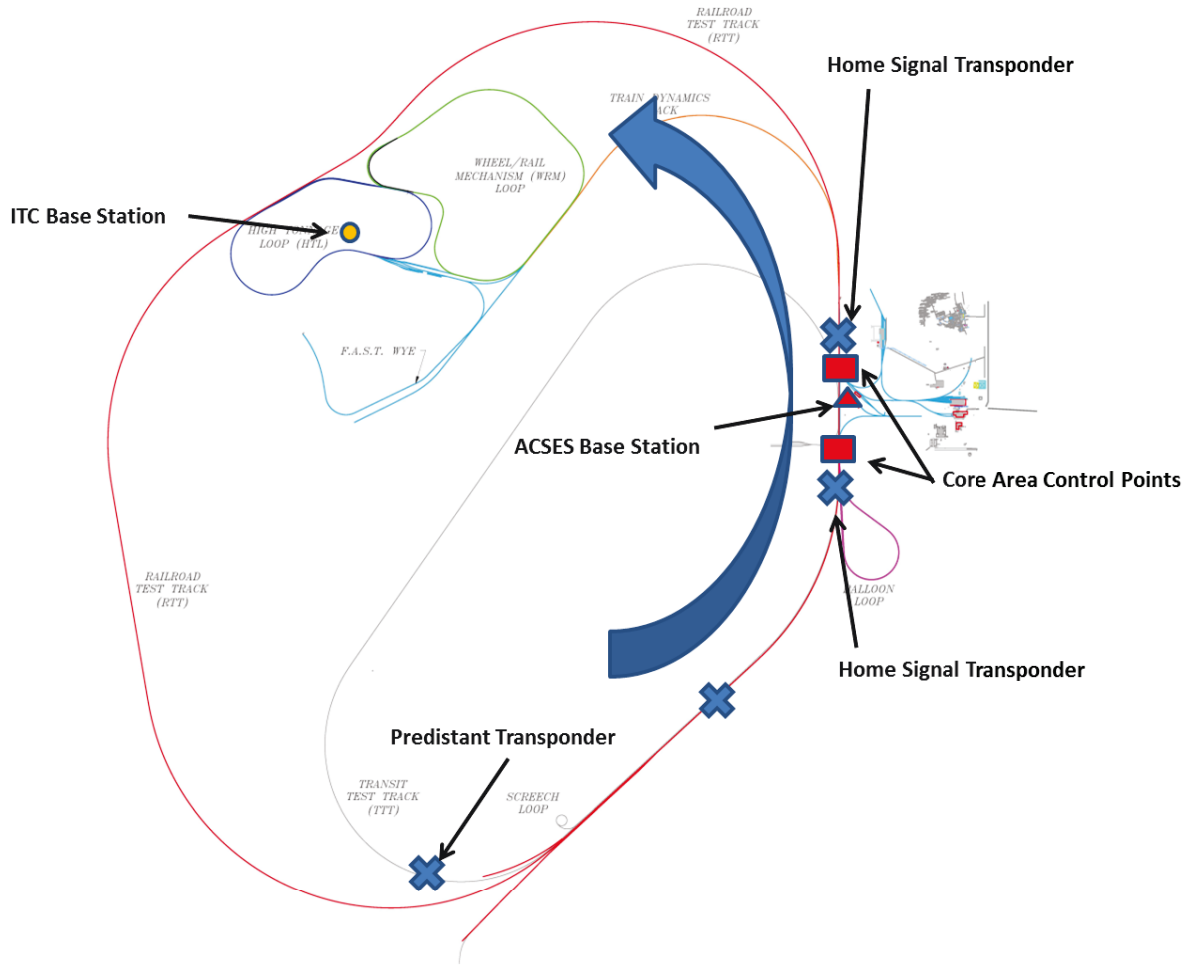 RAILROAD
TEST TRACK
(RTT)
Home Signal Transponder
TRAIN DYNAMICS
WHEEL/RAIL
MECHANISM (WRM)
LOOP
ITC Base Station
LOOP (HTL)
F.A.S.T. WYE
ACSES Base Station
Core Area Control Points
RAILROAD
TEST TRACK
(RTT)
BALLOON
LOOP
Home Signal Transponder
Predistant Transponder
TRANSIT
TEST TRACK
(TTT)
SCREECH
LOOP